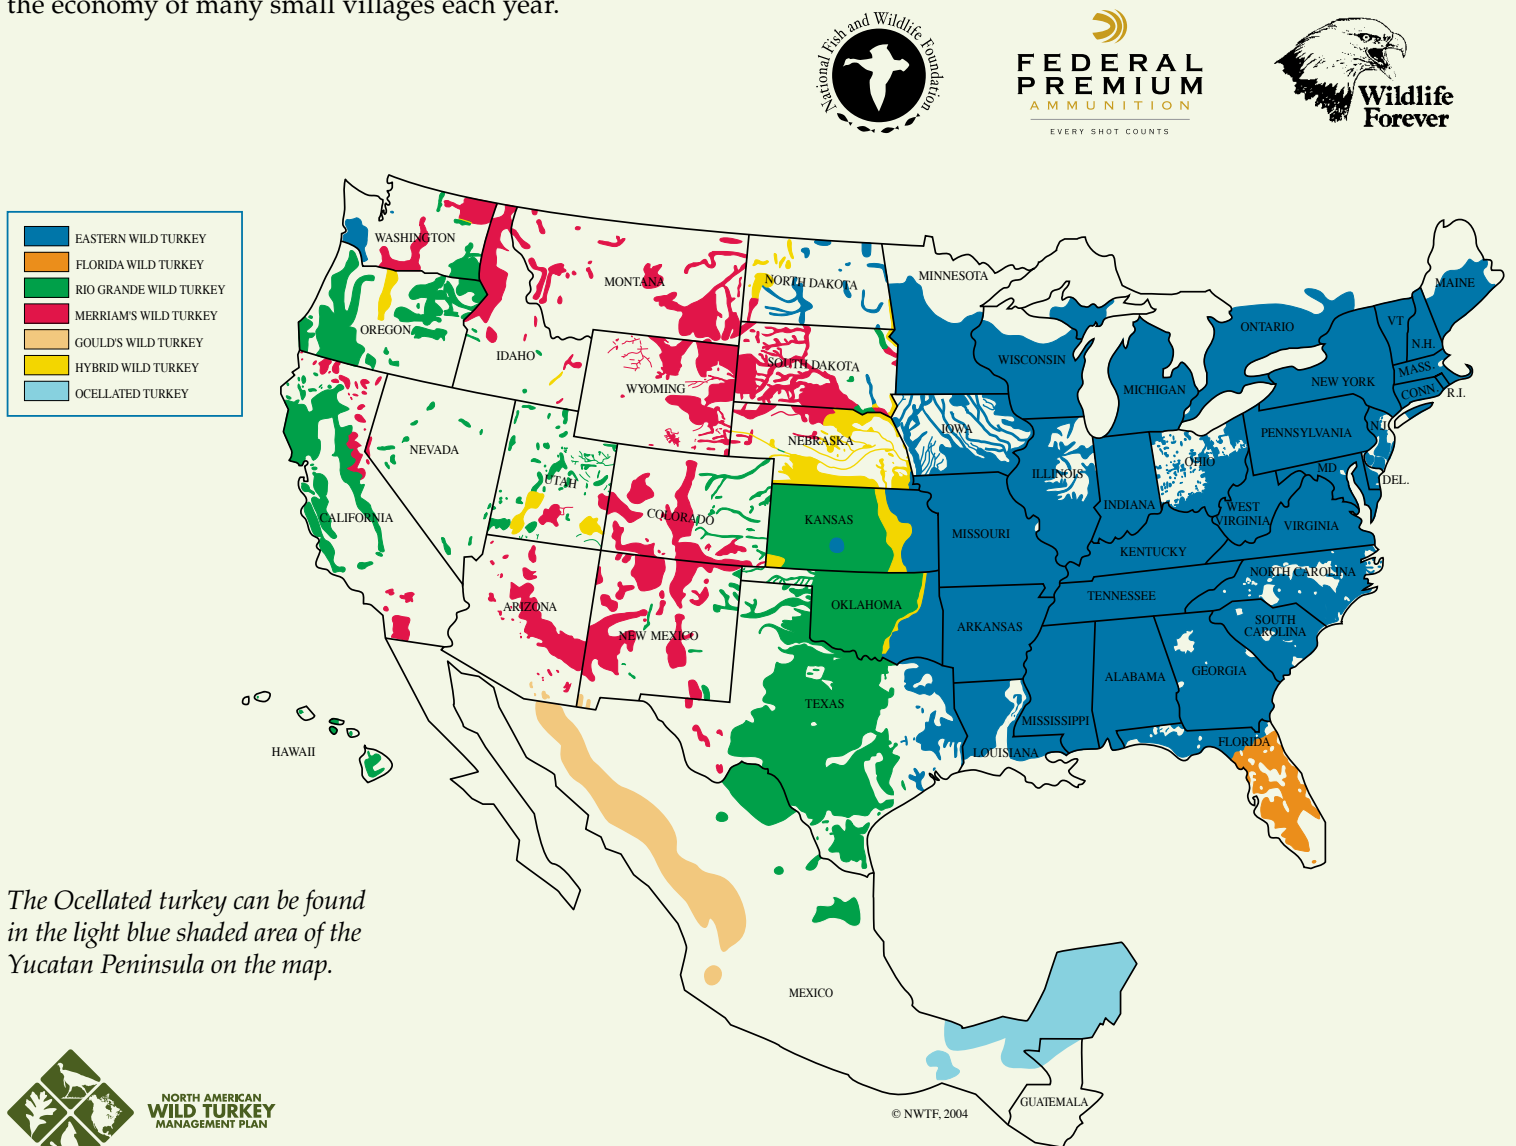 the economy of many small villages each year.
National Fish and Wildlife Foundation
FEDERAL
PREMIUM
AMMUNITION
EVERY SHOT COUNTS
Wildlife
Forever
EASTERN WILD TURKEY
FLORIDA WILD TURKEY
RIO GRANDE WILD TURKEY
MERRIAM'S WILD TURKEY
GOULD'S WILD TURKEY
HYBRID WILD TURKEY
OCELLATED TURKEY
WASHINGTON
MONTANA
NORTH DAKOTA
MINNESOTA
MAINE
OREGON
IDAHO
WYOMING
SOUTH DAKOTA
WISCONSIN
MICHIGAN
ONTARIO
VT
N.H.
NEW YORK
MASS.
CONN.
R.I.
NEVADA
UTAH
COLORADO
NEBRASKA
IOWA
ILLINOIS
INDIANA
OHIO
PENNSYLVANIA
N.J.
MD.
DEL.
CALIFORNIA
KANSAS
MISSOURI
KENTUCKY
WEST
VIRGINIA
VIRGINIA
ARIZONA
NEW MEXICO
OKLAHOMA
ARKANSAS
TENNESSEE
NORTH CAROLINA
SOUTH
CAROLINA
TEXAS
LOUISIANA
MISSISSIPPI
ALABAMA
GEORGIA
FLORIDA
HAWAII
MEXICO
GUATEMALA
The Ocellated turkey can be found
in the light blue shaded area of the
Yucatan Peninsula on the map.
© NWTF, 2004
NORTH AMERICAN
WILD TURKEY
MANAGEMENT PLAN